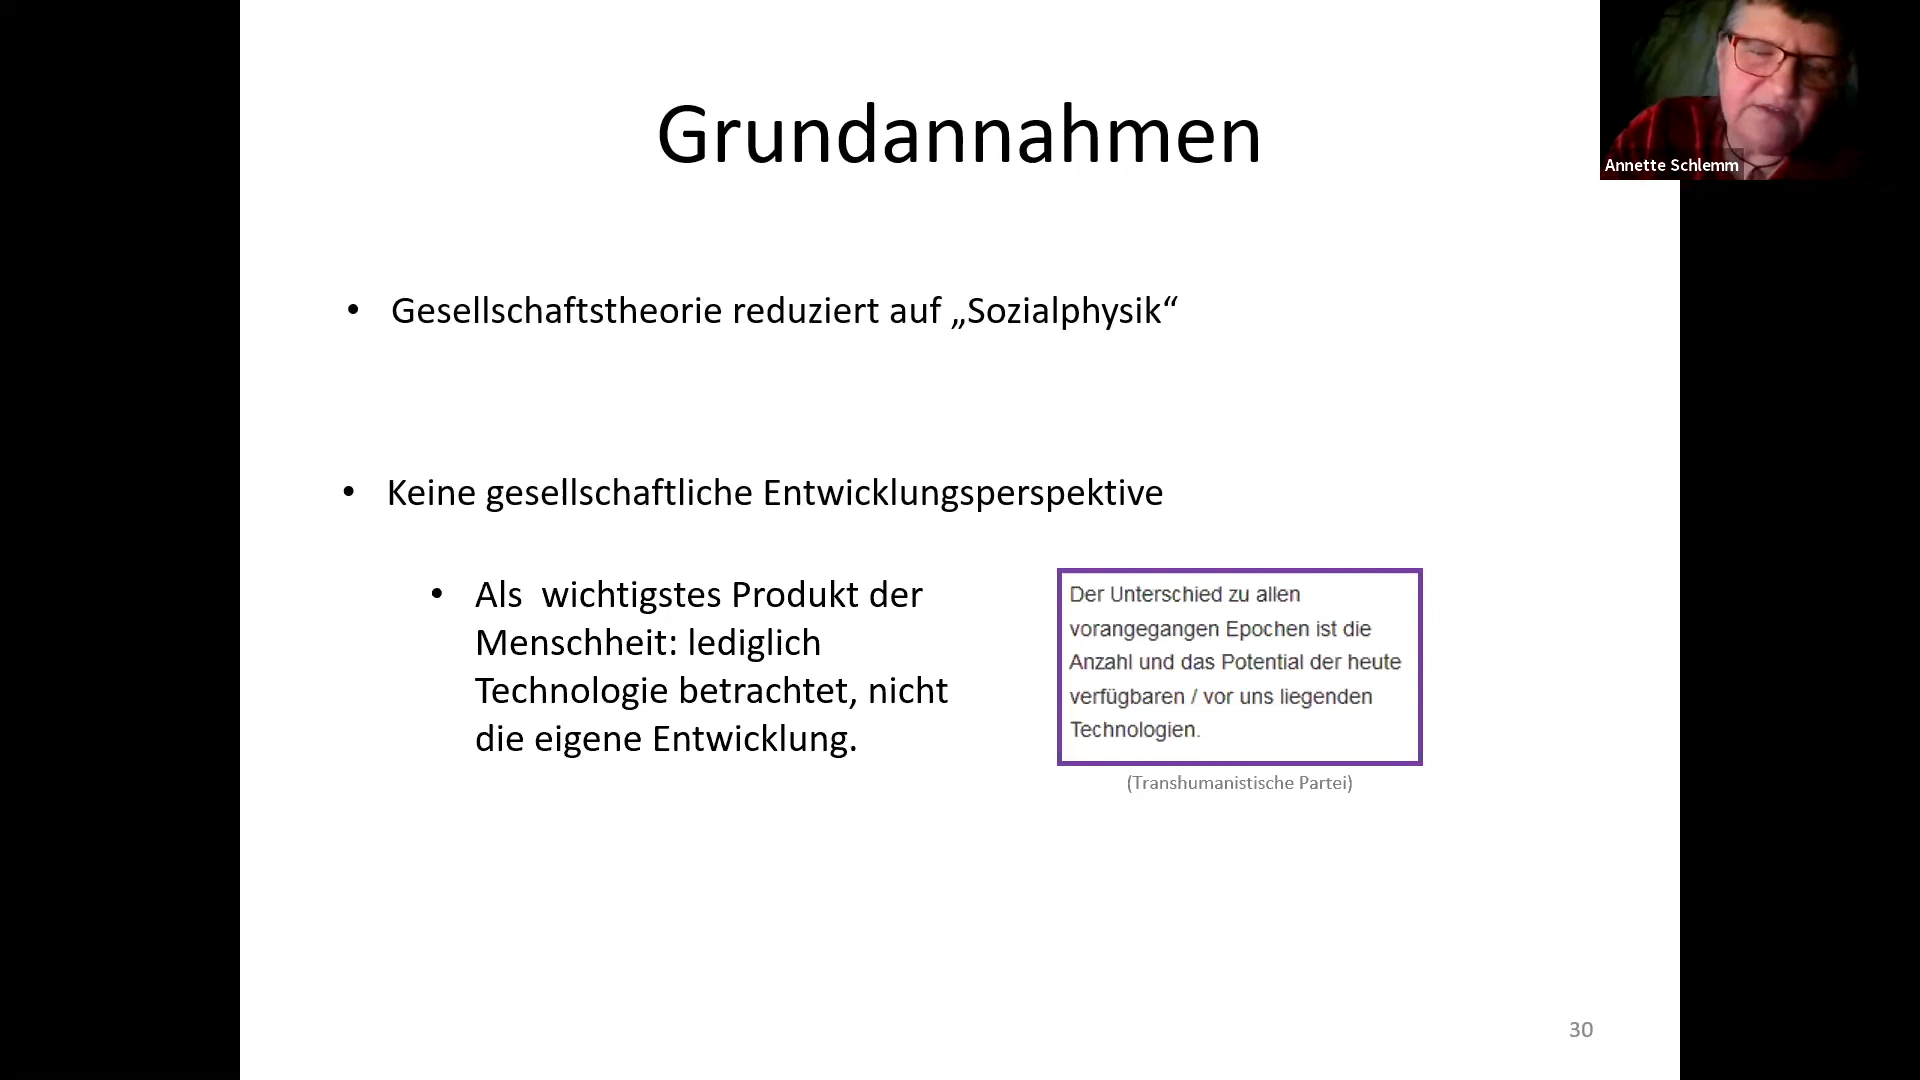 Grundannahmen
Annette Schlemm
• Gesellschaftstheorie reduziert auf „Sozialphysik“
• Keine gesellschaftliche Entwicklungsperspektive
• Als wichtigstes Produkt der
Menschheit: lediglich
Technologie betrachtet, nicht
die eigene Entwicklung.
Der Unterschied zu allen
vorangegangen Epochen ist die
Anzahl und das Potential der heute
verfügbaren / vor uns liegenden
Technologien.
(Transhumanistische Partei)
30